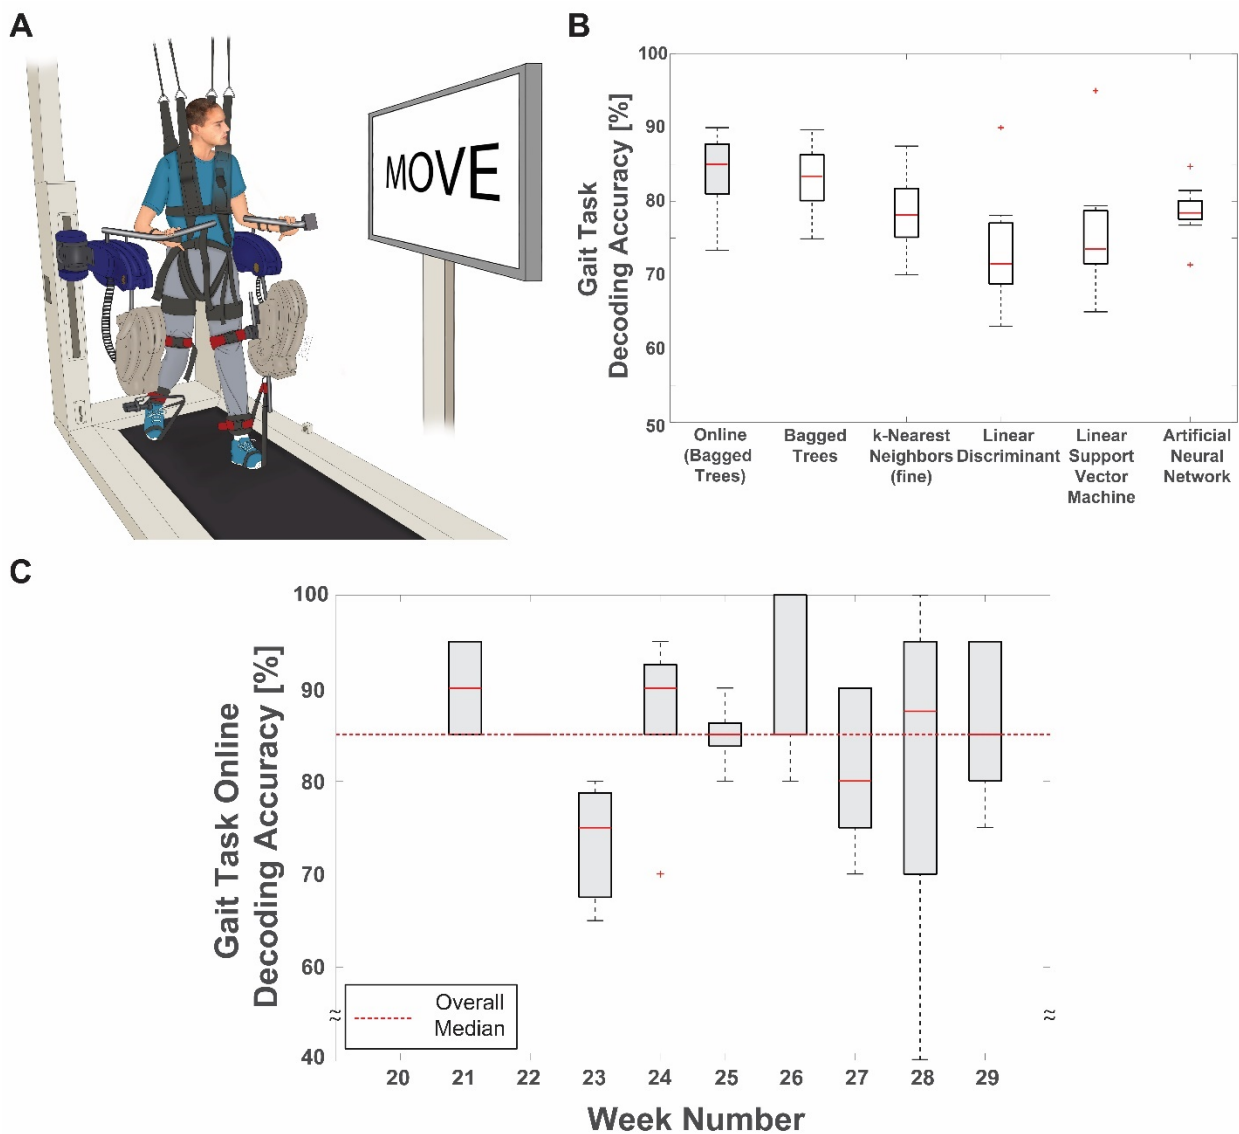 A
MOVE
B
Gait Task
Decoding Accuracy [%]
100
90
80
70
60
50
Online
(Bagged
Trees)
Bagged
Trees
k-Nearest
Neighbors
(fine)
Linear
Discriminant
Linear
Support
Vector
Machine
Artificial
Neural
Network
C
Gait Task Online
Decoding Accuracy [%]
100
90
80
70
60
≈
≈
40
Overall
Median
20 21 22 23 24 25 26 27 28 29
Week Number